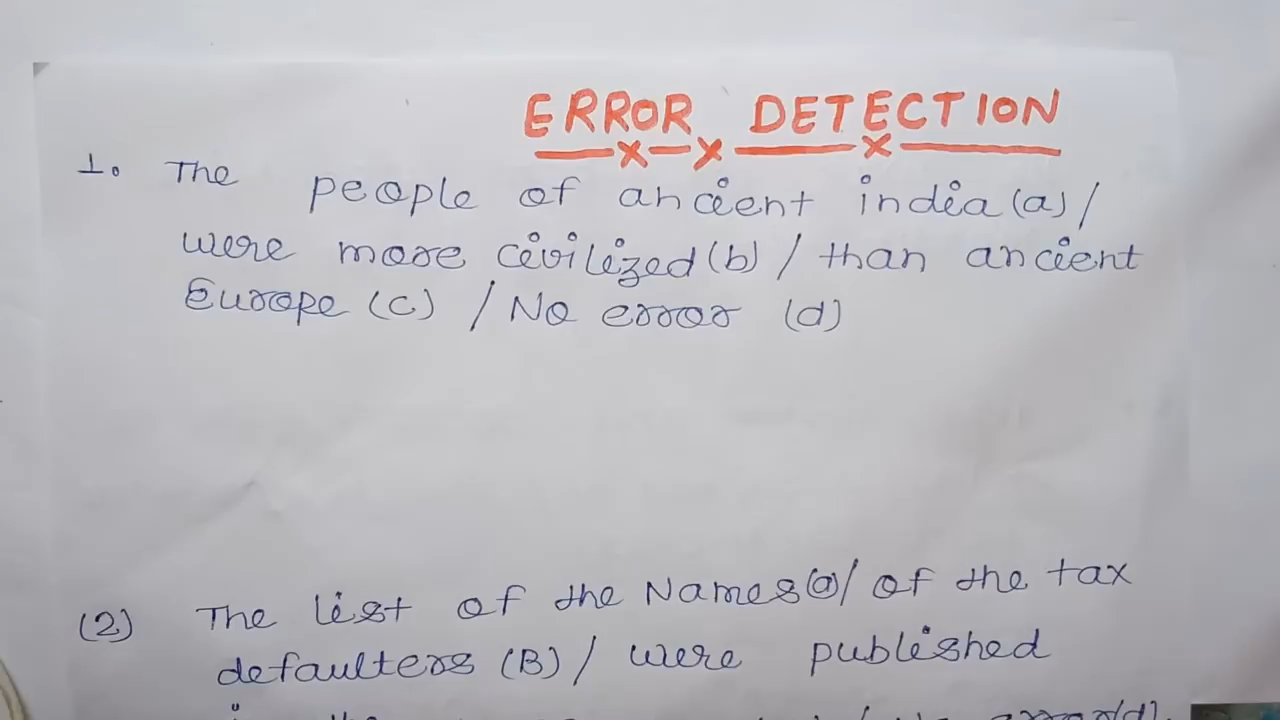 ERROR DETECTION
1. The people of ancient india (a) /
were more civilized (b) / than ancient
Europe (c) / No error (d)
(2) The list of the Names (a) / of the tax
defaulters (B) / were published